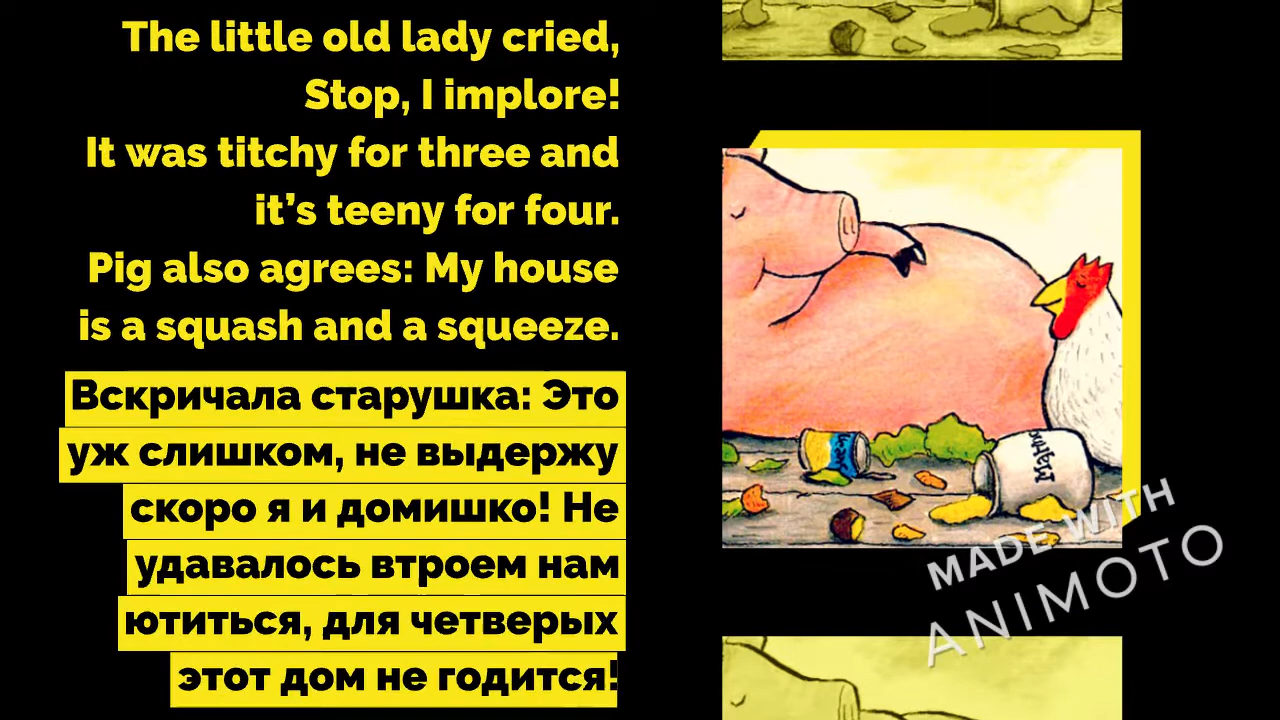 The little old lady cried,
Stop, I implore!
It was titchy for three and
it’s teeny for four.
Pig also agrees: My house
is a squash and a squeeze.
Вскричала старушка: Это
уж слишком, не выдержу
скоро я и домишко! Не
удавалось втроем нам
ютиться, для четверых
этот дом не годится!
MADE WITH
ANIMOTO